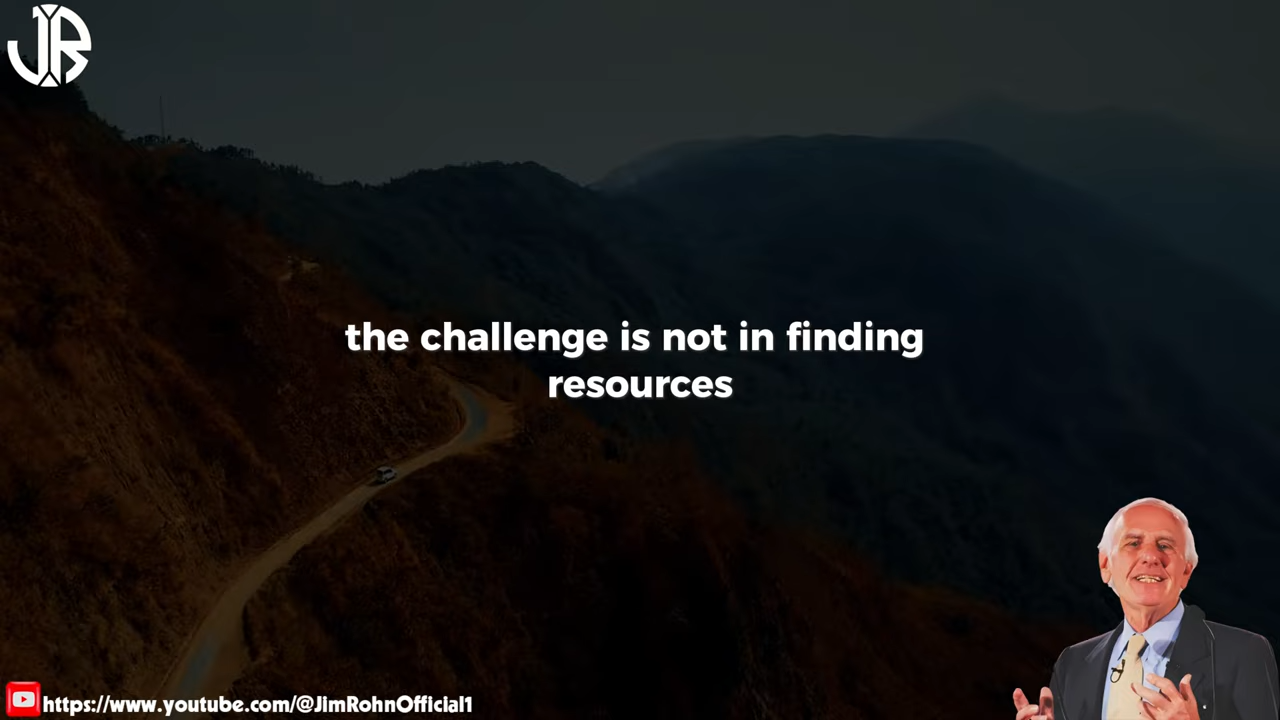 JR
the challenge is not in finding
resources
https://www.youtube.com/@JimRohnOfficial1